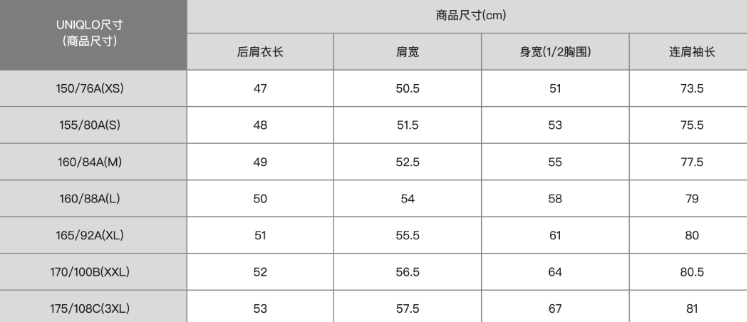 UNIQLO尺寸
(商品尺寸)
商品尺寸(cm)
后肩衣长 肩宽 身宽(1/2胸围) 连肩袖长
150/76A(XS) 47 50.5 51 73.5
155/80A(S) 48 51.5 53 75.5
160/84A(M) 49 52.5 55 77.5
160/88A(L) 50 54 58 79
165/92A(XL) 51 55.5 61 80
170/100B(XXL) 52 56.5 64 80.5
175/108C(3XL) 53 57.5 67 81